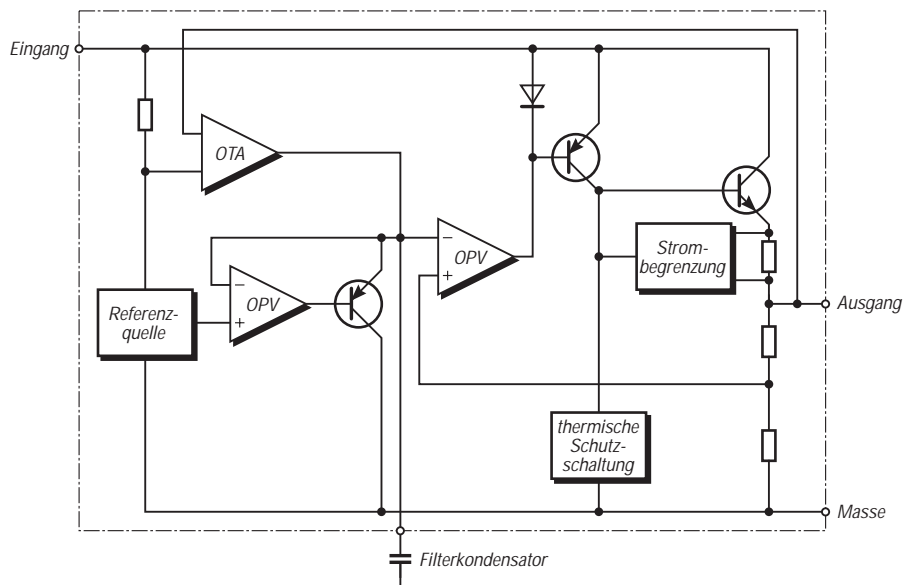 Eingang
OTA
−
OPV
+
Referenz-
quelle
−
OPV
+
Strom-
begrenzung
Ausgang
thermische
Schutz-
schaltung
Masse
Filterkondensator